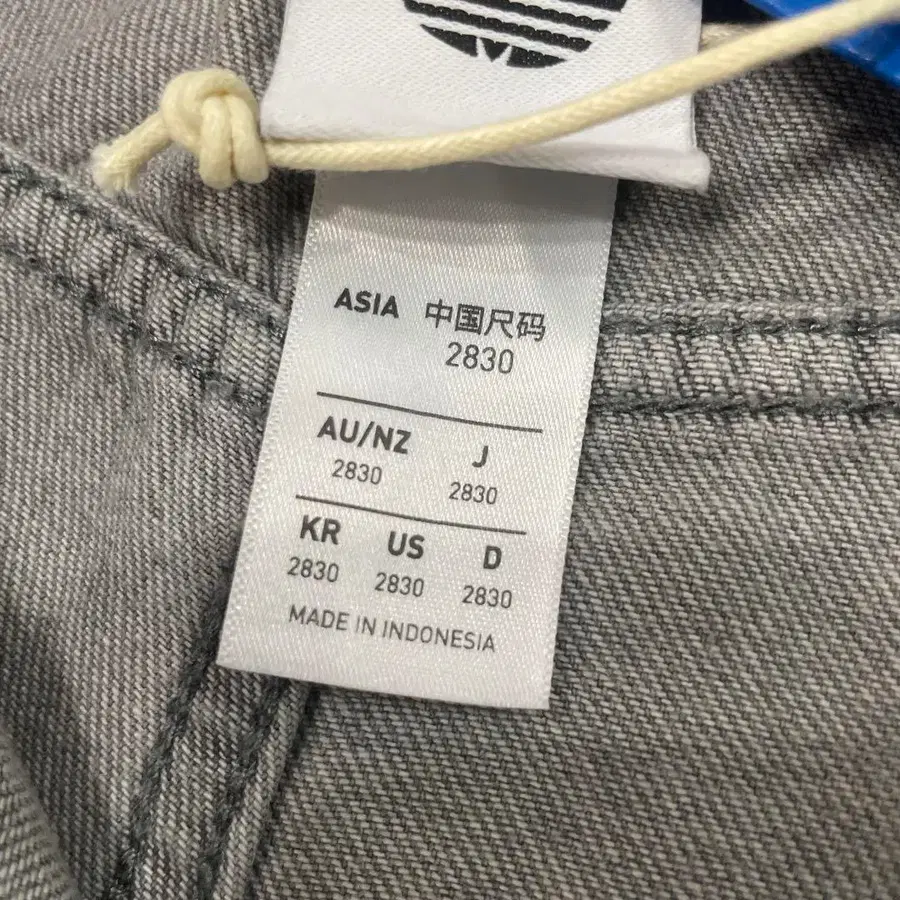 ASIA 中国尺码
2830
AU/NZ J
2830 2830
KR US D
2830 2830 2830
MADE IN INDONESIA